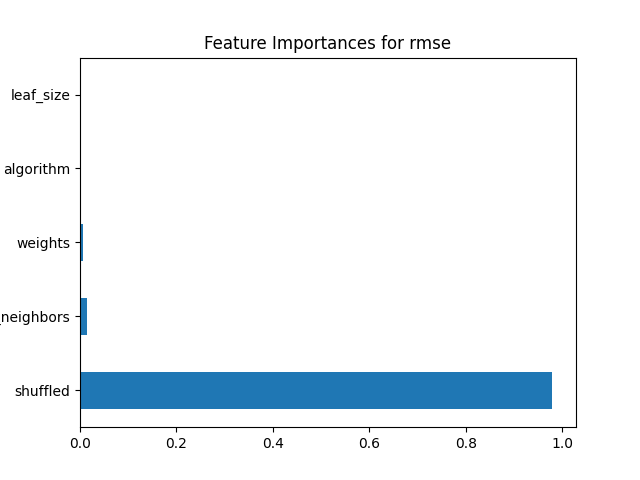 Feature Importances for rmse
leaf_size
algorithm
weights
_neighbors
shuffled
0.0 0.2 0.4 0.6 0.8 1.0